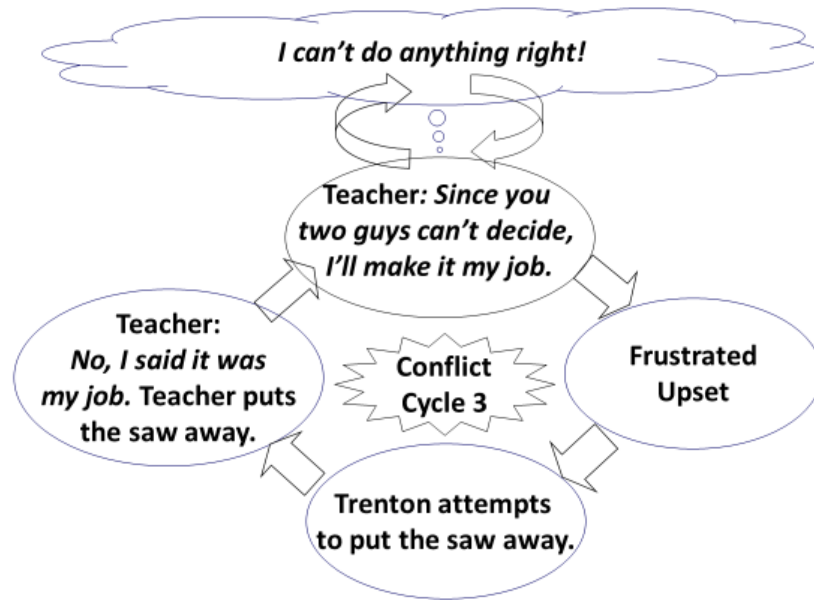 I can't do anything right!
Teacher: Since you
two guys can't decide,
I'll make it my job.
Teacher:
No, I said it was
my job. Teacher puts
the saw away.
Conflict
Cycle 3
Frustrated
Upset
Trenton attempts
to put the saw away.